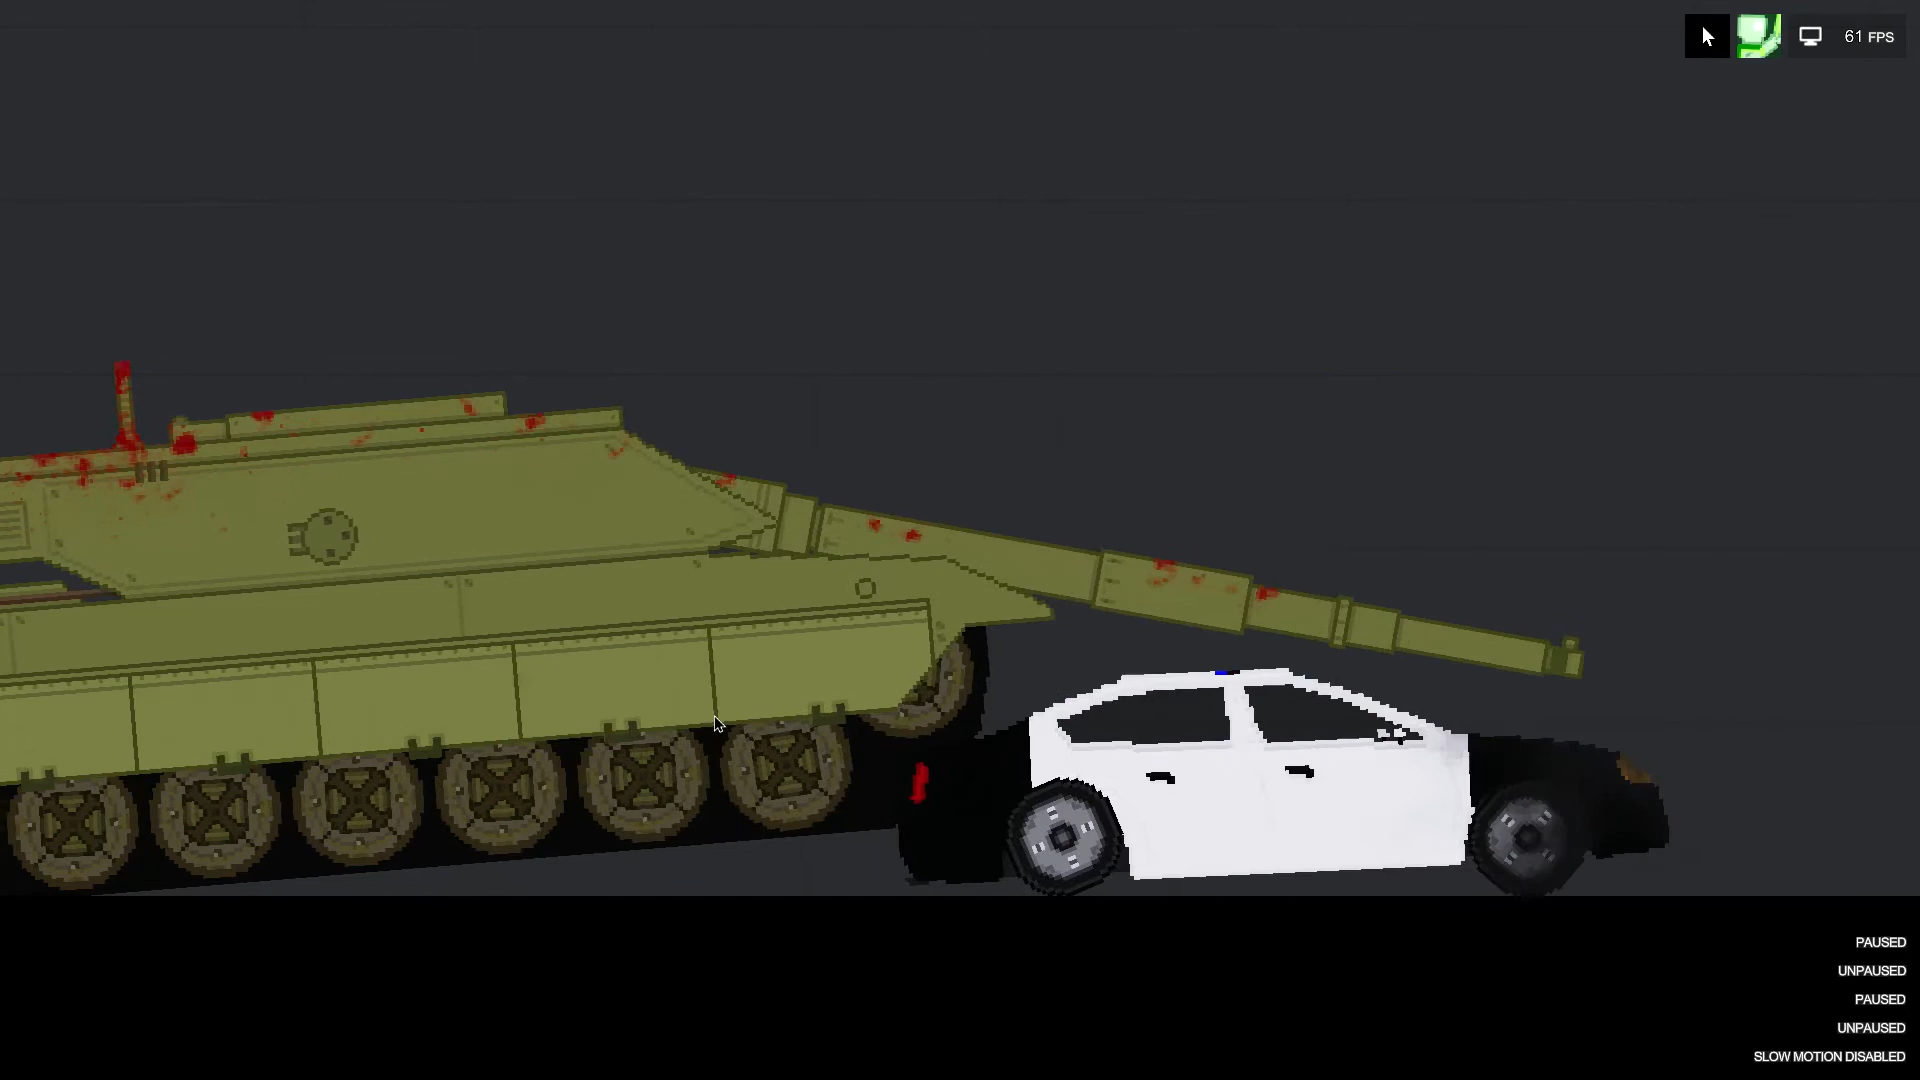 61 FPS
PAUSED
UNPAUSED
PAUSED
UNPAUSED
SLOW MOTION DISABLED